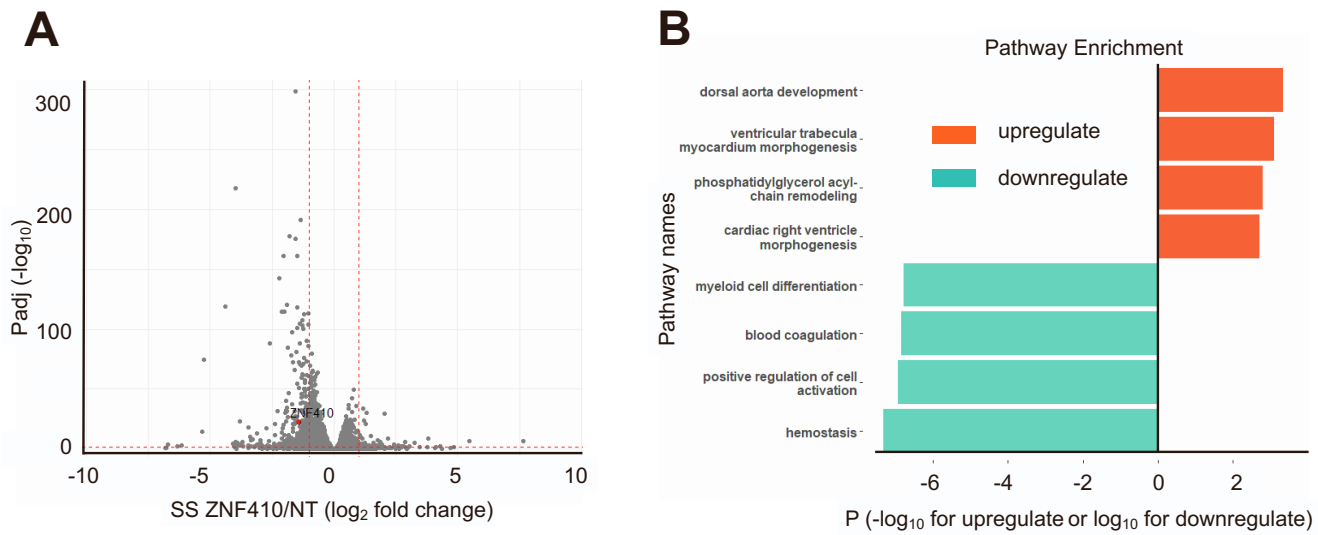 A
300
200
100
0
Padj (-log₁₀)
ZNF410
-10
-5
0
5
10
SS ZNF410/NT (log₂ fold change)
B
Pathway Enrichment
Pathway names
dorsal aorta development
ventricular trabecula
myocardium morphogenesis
phosphatidylglycerol acyl-
chain remodeling
cardiac right ventricle
morphogenesis
myeloid cell differentiation
blood coagulation
positive regulation of cell
activation
hemostasis
upregulate
downregulate
-6
-4
-2
0
2
P (-log₁₀ for upregulate or log₁₀ for downregulate)